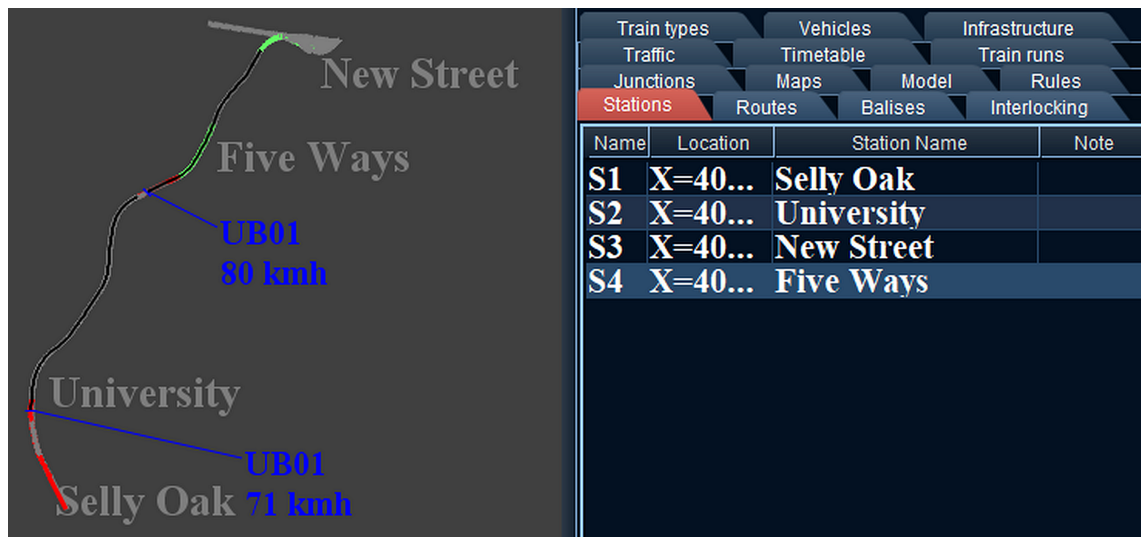 New Street
Five Ways
UB01
80 kmh
University
UB01
Selly Oak 71 kmh
Train types Vehicles Infrastructure
Traffic Timetable Train runs
Junctions Maps Model Rules
Stations Routes Balises Interlocking
Name Location Station Name Note
S1 X=40... Selly Oak
S2 X=40... University
S3 X=40... New Street
S4 X=40... Five Ways